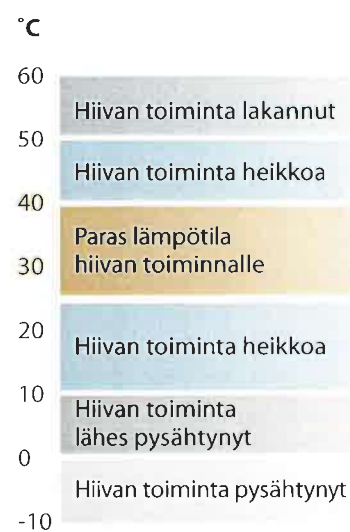 °C
60
Hiivan toiminta lakannut
50
Hiivan toiminta heikkoa
40
Paras lämpötila
hiivan toiminnalle
30
20
Hiivan toiminta heikkoa
10
Hiivan toiminta
lähes pysähtynyt
0
Hiivan toiminta pysähtynyt
-10